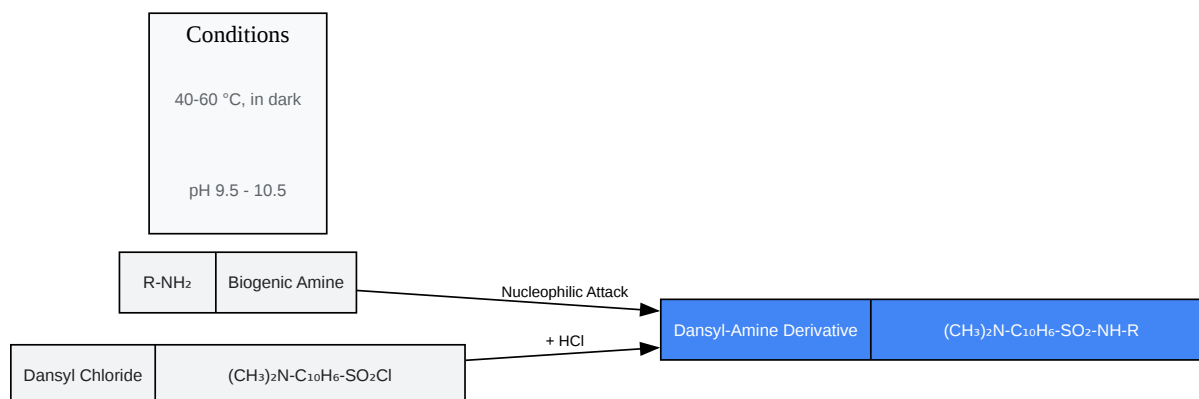 Conditions
40-60 °C, in dark
pH 9.5 - 10.5
R-NH₂
Biogenic Amine
Nucleophilic Attack
Dansyl-Amine Derivative
(CH₃)₂N-C₁₀H₆-SO₂-NH-R
+ HCl
Dansyl Chloride
(CH₃)₂N-C₁₀H₆-SO₂Cl